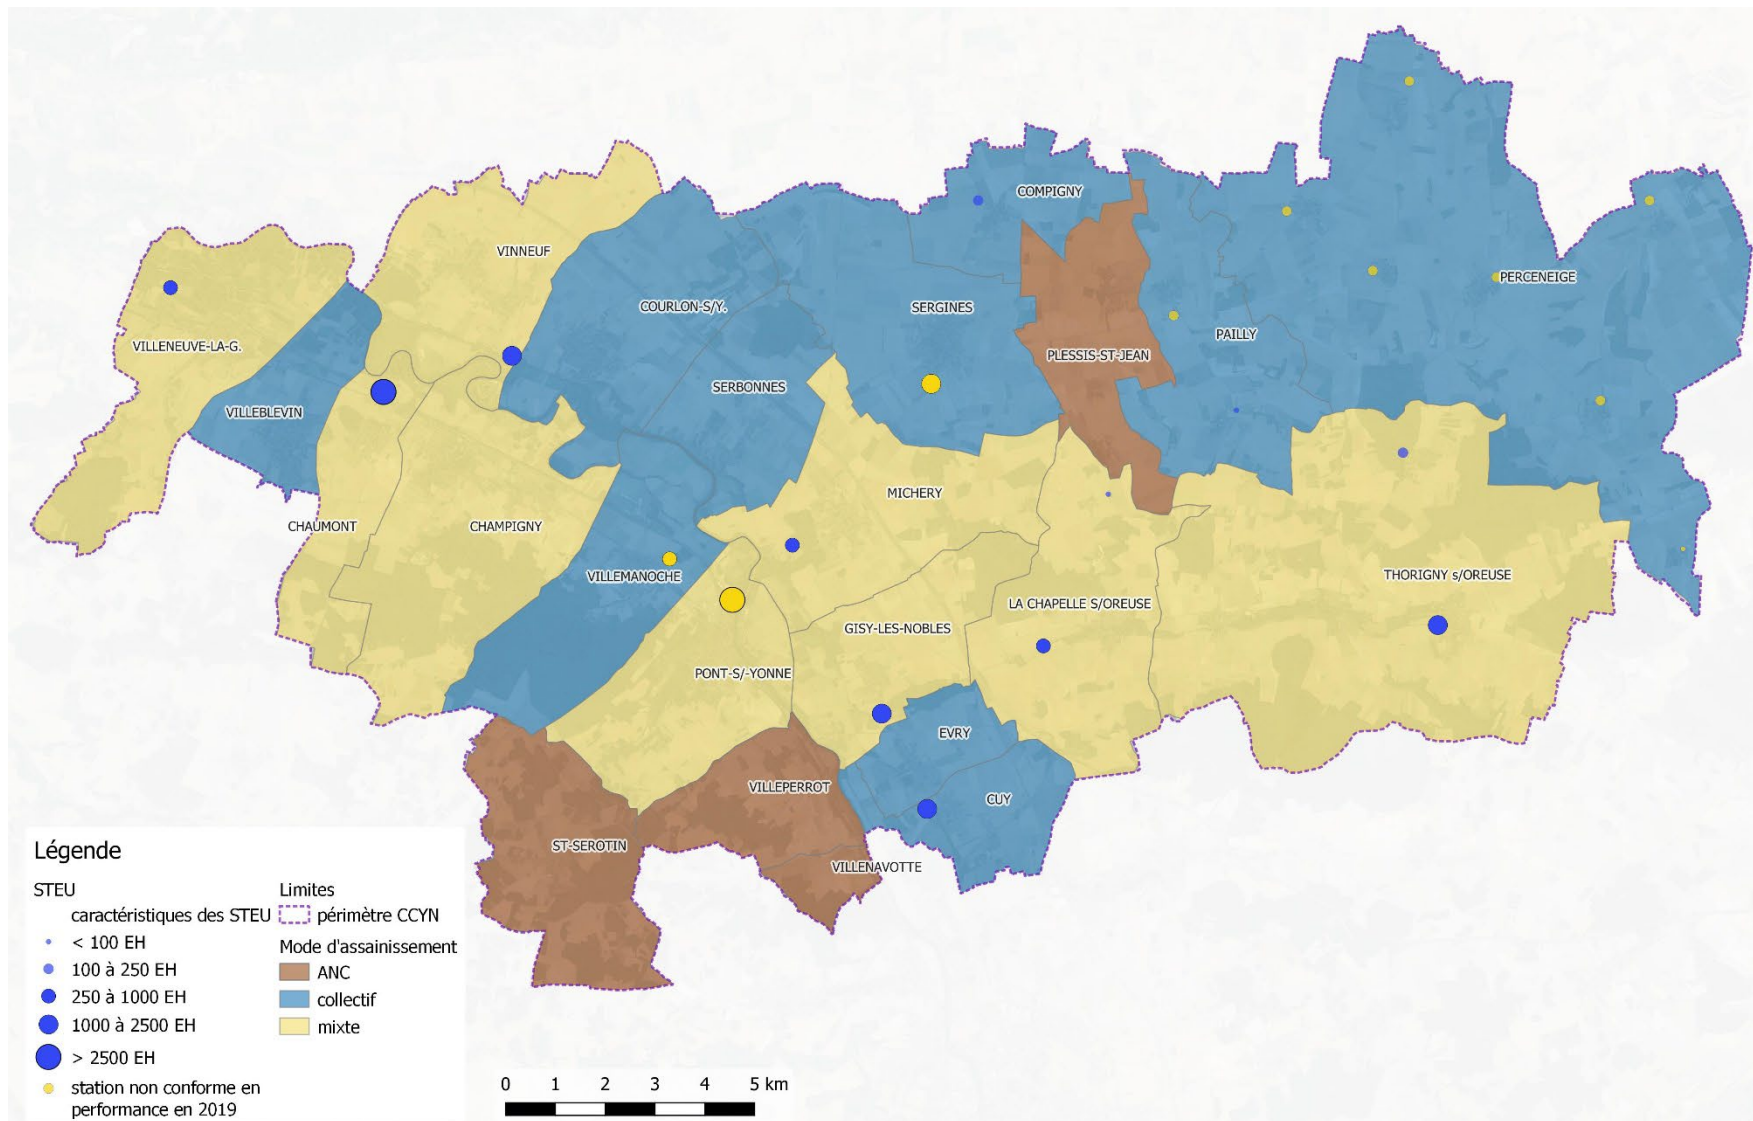 COMPIGNY
VINNEUF
PERCENEIGE
COURLON-S/Y.
SERGINES
PAILLY
VILLENEUVE-LA-G.
PLESSIS-ST-JEAN
SERBONNES
VILLEBLEVIN
MICHERY
CHAUMONT
CHAMPIGNY
VILLEMANOCHE
THORIGNY s/OREUSE
LA CHAPELLE S/OREUSE
GISY-LES-NOBLES
PONT-S/-YONNE
EVRY
VILLEPERROT
CUY
ST-SEROTIN
VILLENAVOTTE
Légende
STEU
caractéristiques des STEU
< 100 EH
100 à 250 EH
250 à 1000 EH
1000 à 2500 EH
> 2500 EH
station non conforme en
performance en 2019
Limites
périmètre CCYN
Mode d'assainissement
ANC
collectif
mixte
0 1 2 3 4 5 km